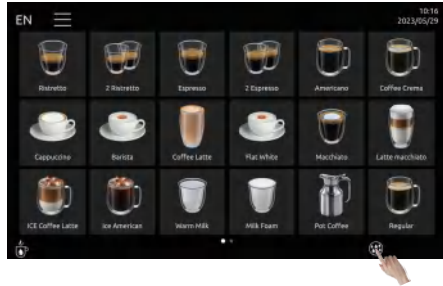 10:16
EN 2023/05/29
Ristretto 2 Ristretto Espresso 2 Espresso Americano Coffee Crema
Cappuccino Barista Coffee Latte Flat White Macchiato Latte macchiato
ICE Coffee Latte Ice American Warm Milk Milk Foam Pot Coffee Regular